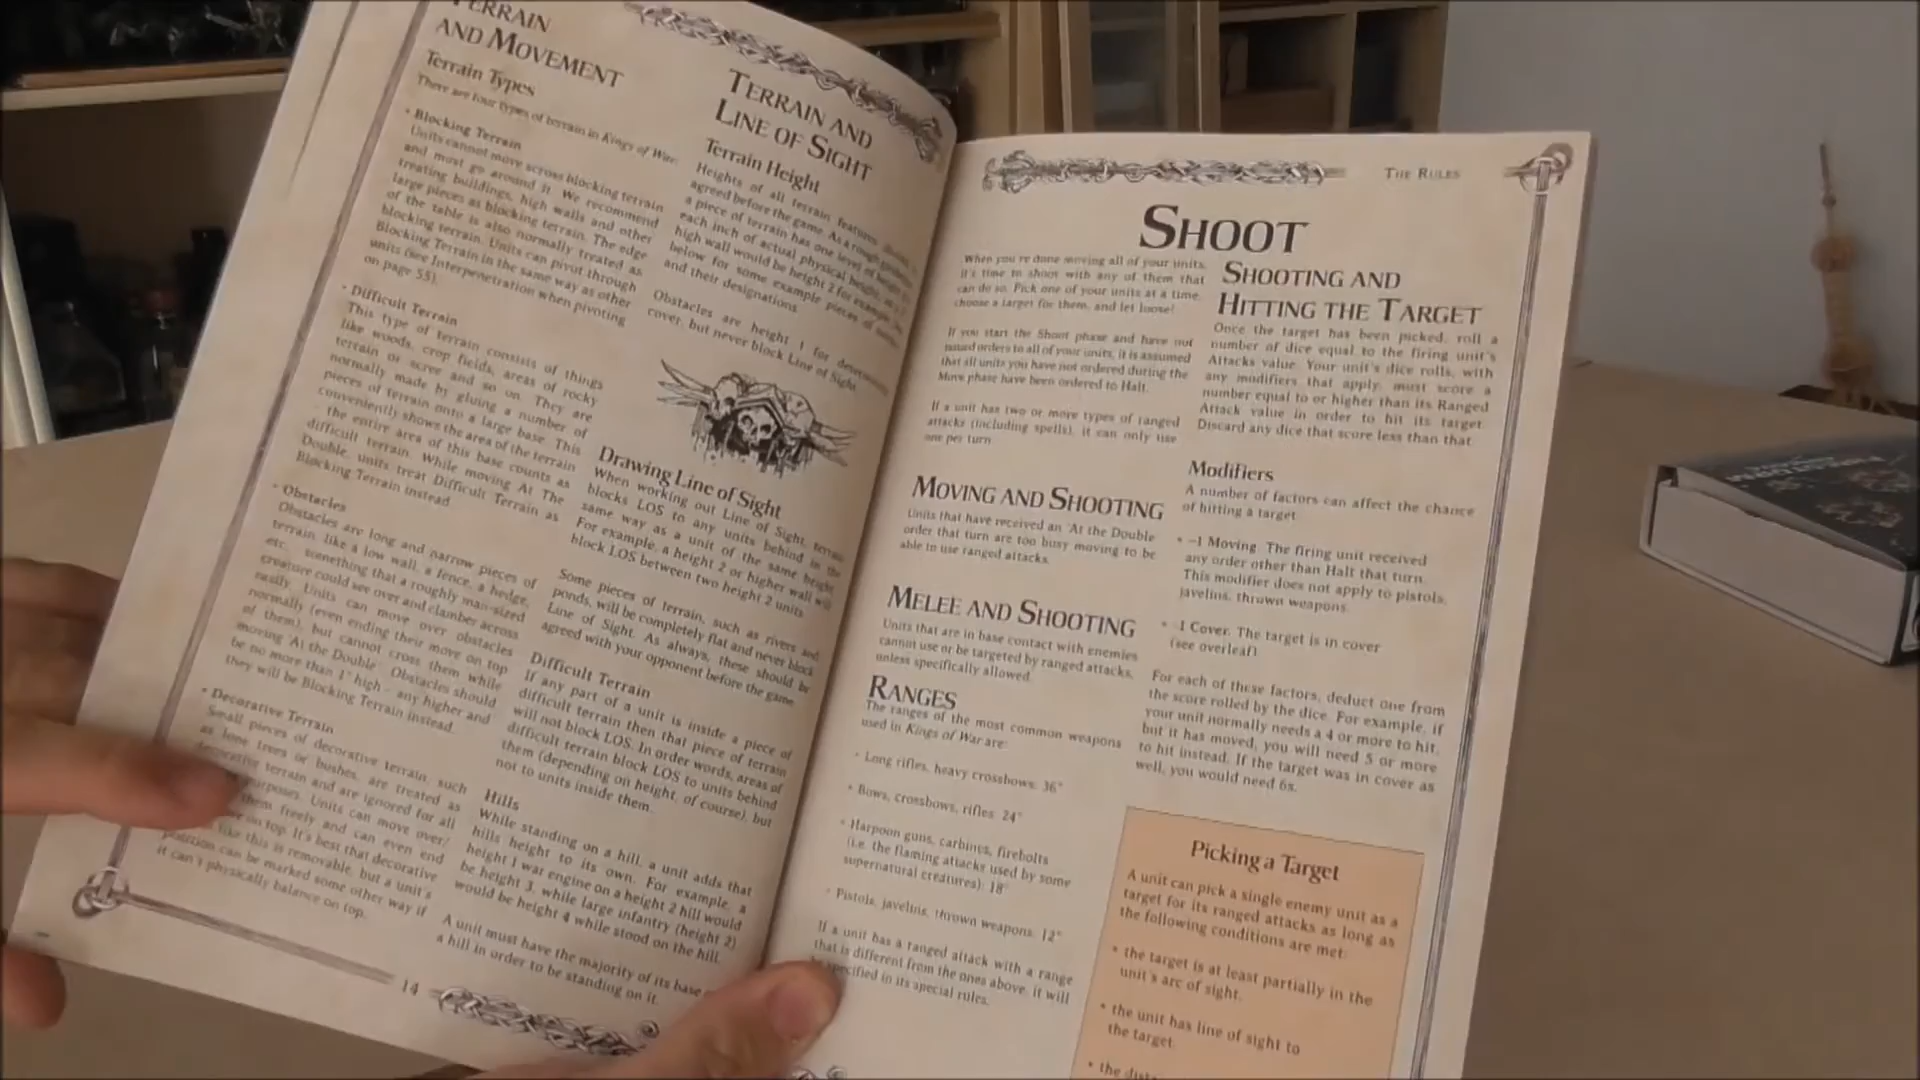 TERRAIN
AND MOVEMENT
Terrain Types
There are four types of terrain in Kings of War:
• Blocking Terrain
Units cannot move across blocking terrain
and must go around it. We recommend
treating buildings, high walls and other
large pieces as blocking terrain. The edge
of the table is also normally treated as
blocking terrain. Units can pivot through
Blocking Terrain in the same way as other
units (see Interpenetration when pivoting
on page 55).
• Difficult Terrain
This type of terrain consists of things
like woods, crop fields, areas of rocky
terrain or scree and so on. They are
normally made by gluing a number of
pieces of terrain onto a large base. This
conveniently shows the area of the terrain
- the entire area of this base counts as
difficult terrain. While moving At The
Double, units treat Difficult Terrain as
Blocking Terrain instead.
• Obstacles
Obstacles are long and narrow pieces of
terrain, like a low wall, a fence, a hedge,
etc. - something that a roughly man-sized
creature could see over and clamber across
easily. Units can move over obstacles
normally (even ending their move on top
of them), but cannot cross them while
moving 'At the Double'. Obstacles should
be no more than 1" high - any higher and
they will be Blocking Terrain instead.
• Decorative Terrain
Small pieces of decorative terrain, such
as lone trees or bushes, are treated as
decorative terrain and are ignored for all
purposes. Units can move over/
them freely and can even end
on top. It's best that decorative
like this is removable, but a unit's
position can be marked some other way if
it can't physically balance on top.
TERRAIN AND
LINE OF SIGHT
Terrain Height
Heights of all terrain features should
agreed before the game. As a rough guideline,
a piece of terrain has one level of height for
each inch of actual physical height, so a 2"
high wall would be height 2 for example. See
below for some example pieces of
and their designations.
Obstacles are height 1 for determining
cover, but never block Line of Sight
Drawing Line of Sight
When working out Line of Sight, terrain
blocks LOS to any units behind in the
same way as a unit of the same height
For example, a height 2 or higher wall will
block LOS between two height 2 units
Some pieces of terrain, such as rivers and
ponds, will be completely flat and never block
Line of Sight. As always, these should be
agreed with your opponent before the game.
Difficult Terrain
If any part of a unit is inside a piece of
difficult terrain then that piece of terrain
will not block LOS. In order words, areas of
difficult terrain block LOS to units behind
them (depending on height, of course), but
not to units inside them.
Hills
While standing on a hill, a unit adds that
hills height to its own. For example, a
height 1 war engine on a height 2 hill would
be height 3, while large infantry (height 2)
would be height 4 while stood on the hill.
A unit must have the majority of its base
a hill in order to be standing on it.
14
THE RULES
SHOOT
When you're done moving all of your units,
it's time to shoot with any of them that
can do so. Pick one of your units at a time,
choose a target for them, and let loose!
If you start the Shoot phase and have not
issued orders to all of your units, it is assumed
that all units you have not ordered during the
Move phase have been ordered to Halt.
If a unit has two or more types of ranged
attacks (including spells), it can only use
one per turn.
MOVING AND SHOOTING
Units that have received an 'At the Double'
order that turn are too busy moving to be
able to use ranged attacks.
MELEE AND SHOOTING
Units that are in base contact with enemies
cannot use or be targeted by ranged attacks,
unless specifically allowed.
RANGES
The ranges of the most common weapons
used in Kings of War are:
• Long rifles, heavy crossbows: 36"
• Bows, crossbows, rifles: 24"
• Harpoon guns, carbines, firebolts
(i.e. the flaming attacks used by some
supernatural creatures): 18"
• Pistols, javelins, thrown weapons: 12"
If a unit has a ranged attack with a range
that is different from the ones above, it will
be specified in its special rules.
SHOOTING AND
HITTING THE TARGET
Once the target has been picked, roll a
number of dice equal to the firing unit's
Attacks value. Your unit's dice rolls, with
any modifiers that apply, must score a
number equal to or higher than its Ranged
Attack value in order to hit its target.
Discard any dice that score less than that.
Modifiers
A number of factors can affect the chance
of hitting a target:
• -1 Moving. The firing unit received
any order other than Halt that turn.
This modifier does not apply to pistols,
javelins, thrown weapons.
• -1 Cover. The target is in cover
(see overleaf).
For each of these factors, deduct one from
the score rolled by the dice. For example, if
your unit normally needs a 4 or more to hit,
but it has moved, you will need 5 or more
to hit instead. If the target was in cover as
well, you would need 6s.
Picking a Target
A unit can pick a single enemy unit as a
target for its ranged attacks as long as
the following conditions are met:
• the target is at least partially in the
unit's arc of sight.
• the unit has line of sight to
the target.
• the